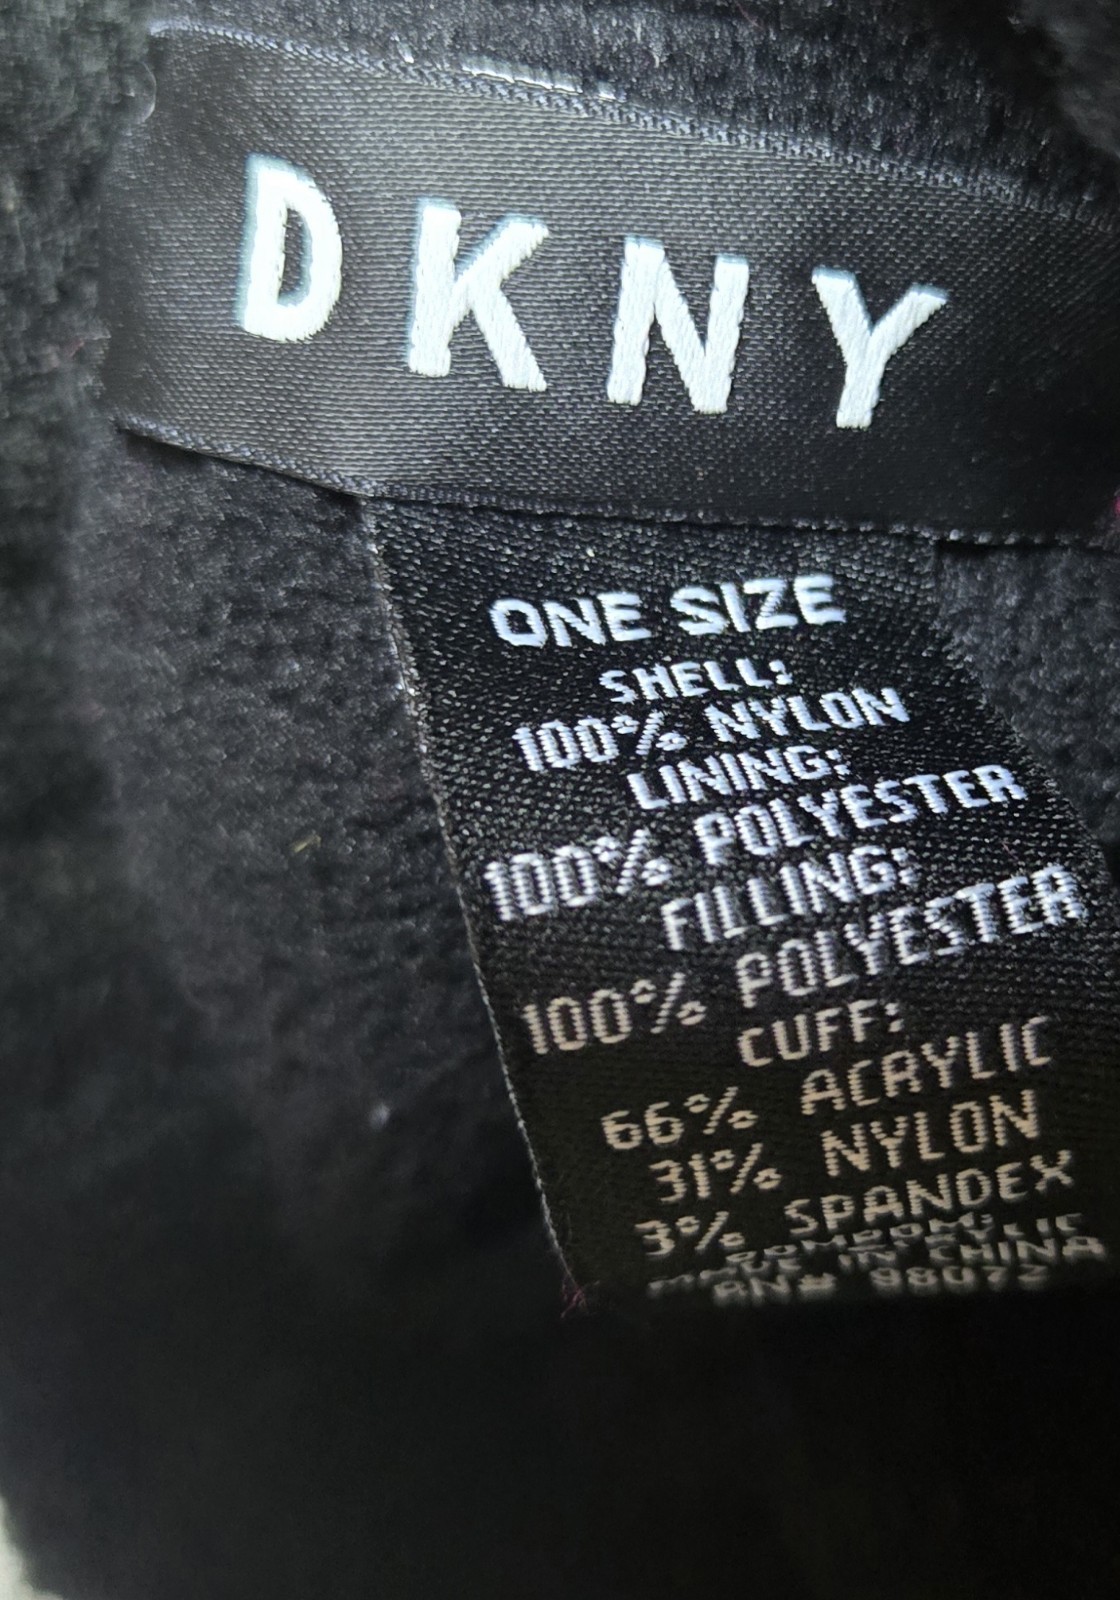 DKNY
ONE SIZE
SHELL:
100% NYLON
LINING:
100% POLYESTER
FILLING:
100% POLYESTER
CUFF:
66% ACRYLIC
31% NYLON
3% SPANDEX
MADE IN CHINA